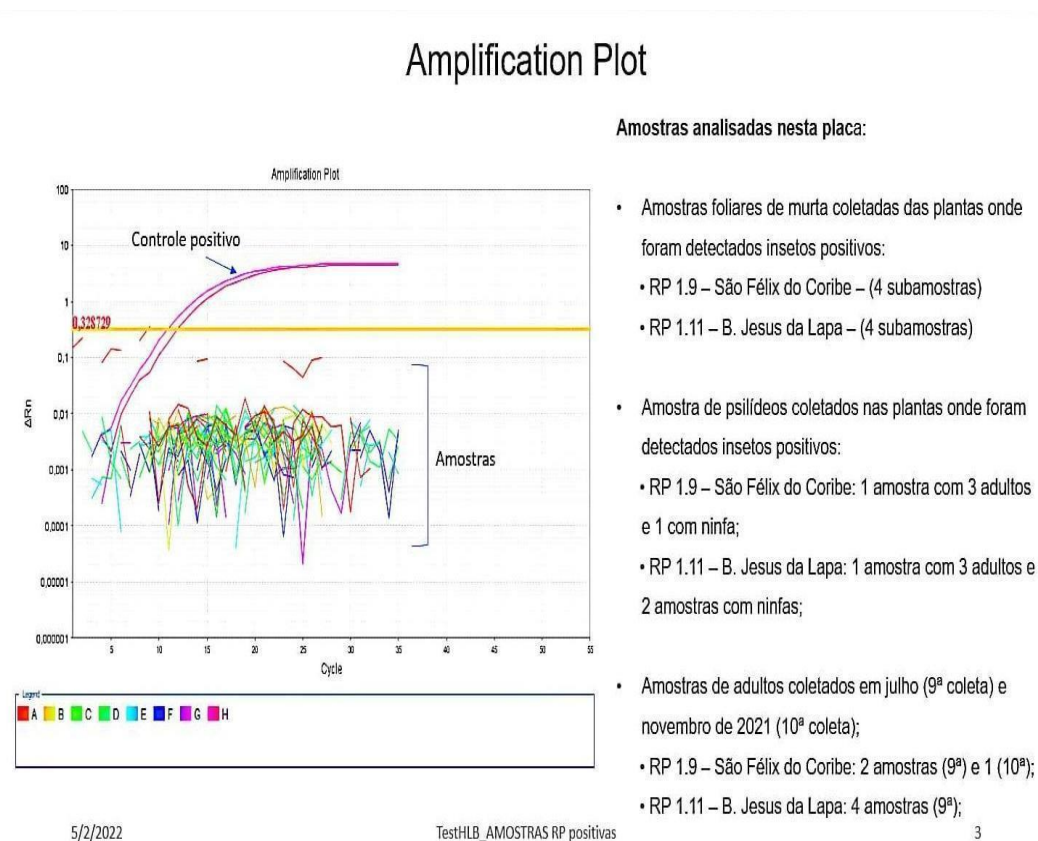 Amplification Plot
Amplification Plot
100
10
1
0,1
0,01
0,001
0,0001
0,00001
0,000001
ΔRn
0,328729
Controle positivo
Amostras
5
10
15
20
25
30
35
40
45
50
55
Cycle
Legend
A B C D E F G H
Amostras analisadas nesta placa:
• Amostras foliares de murta coletadas das plantas onde
foram detectados insetos positivos:
• RP 1.9 – São Félix do Coribe – (4 subamostras)
• RP 1.11 – B. Jesus da Lapa – (4 subamostras)
• Amostra de psilídeos coletados nas plantas onde foram
detectados insetos positivos:
• RP 1.9 – São Félix do Coribe: 1 amostra com 3 adultos
e 1 com ninfa;
• RP 1.11 – B. Jesus da Lapa: 1 amostra com 3 adultos e
2 amostras com ninfas;
• Amostras de adultos coletados em julho (9ª coleta) e
novembro de 2021 (10ª coleta);
• RP 1.9 – São Félix do Coribe: 2 amostras (9ª) e 1 (10ª);
• RP 1.11 – B. Jesus da Lapa: 4 amostras (9ª);
5/2/2022
TestHLB_AMOSTRAS RP positivas
3